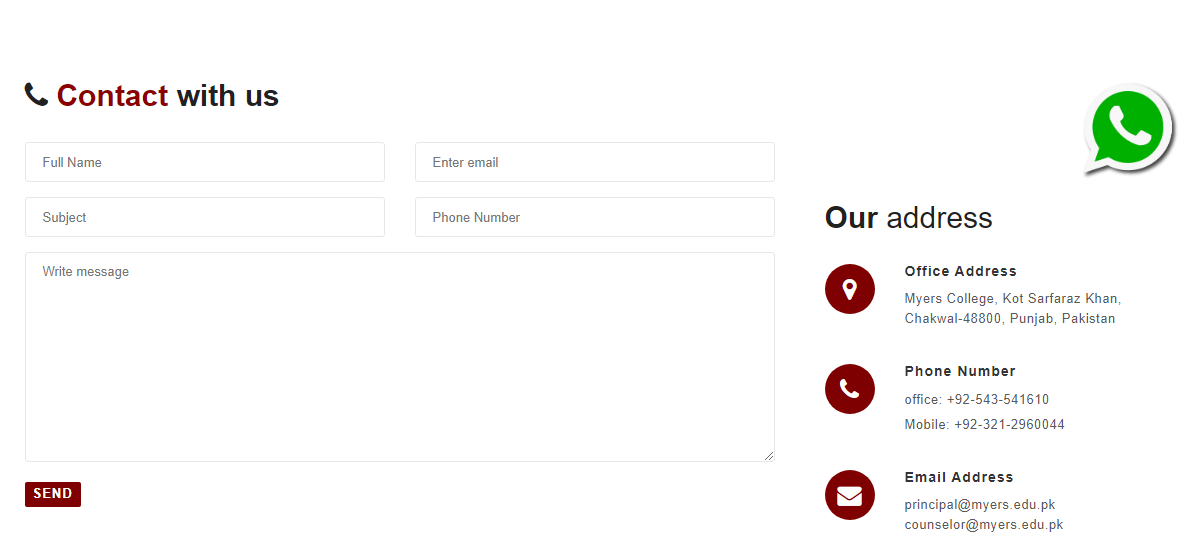 Contact with us
Full Name
Enter email
Subject
Phone Number
Write message
SEND
Our address
Office Address
Myers College, Kot Sarfaraz Khan,
Chakwal-48800, Punjab, Pakistan
Phone Number
office: +92-543-541610
Mobile: +92-321-2960044
Email Address
principal@myers.edu.pk
counselor@myers.edu.pk